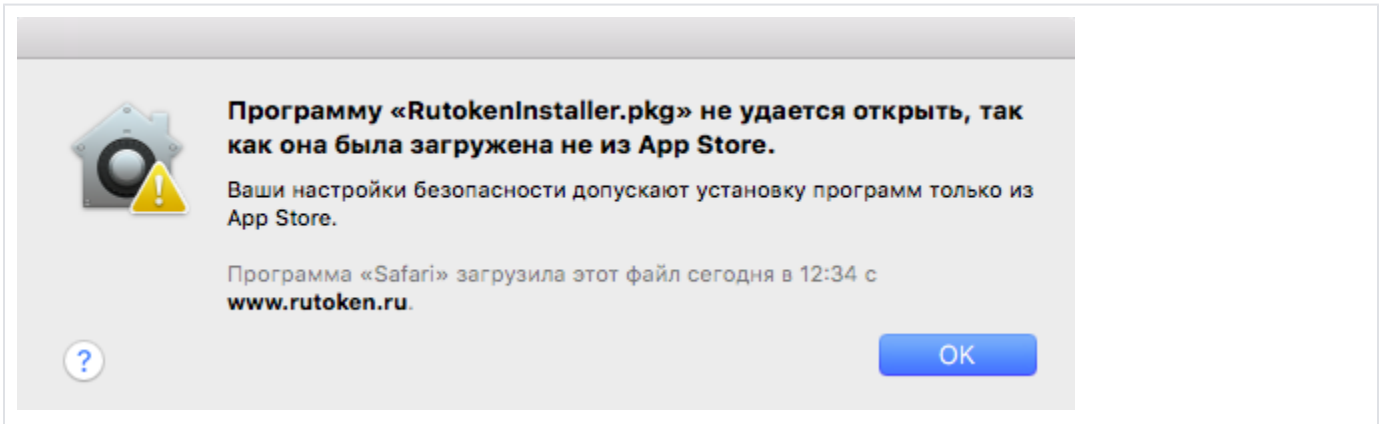 Программу «RutokenInstaller.pkg» не удается открыть, так
как она была загружена не из App Store.
Ваши настройки безопасности допускают установку программ только из
App Store.
Программа «Safari» загрузила этот файл сегодня в 12:34 с
www.rutoken.ru.
?
OK